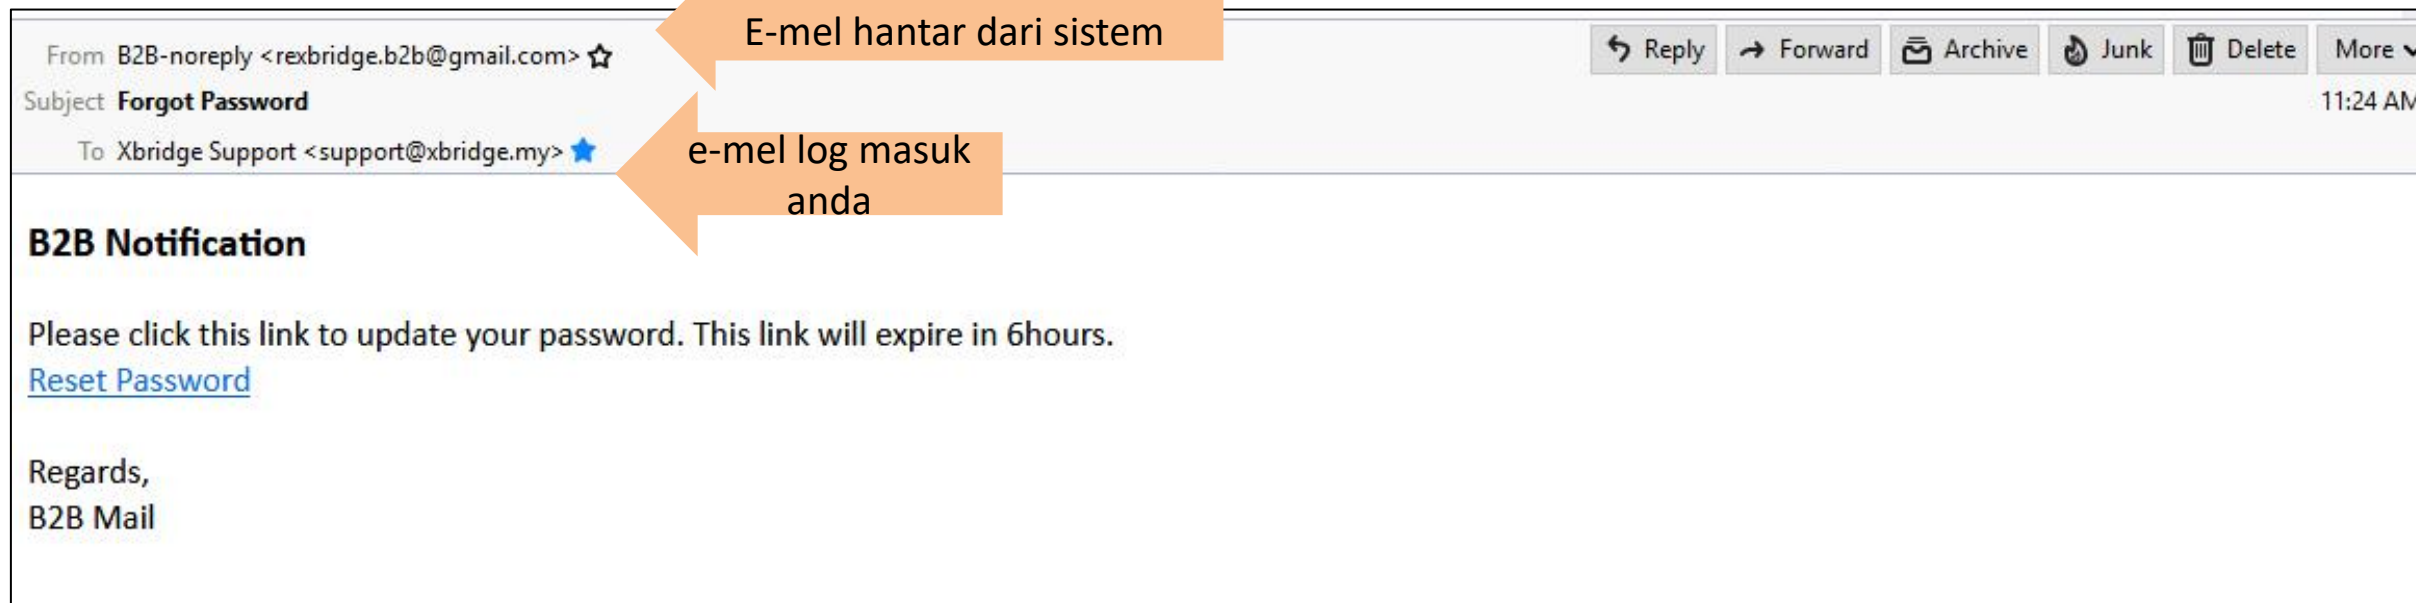 E-mel hantar dari sistem
From B2B-noreply <rexbridge.b2b@gmail.com>
Reply Forward Archive Junk Delete More
Subject Forgot Password
11:24 AM
To Xbridge Support <support@xbridge.my>
e-mel log masuk
anda
B2B Notification
Please click this link to update your password. This link will expire in 6hours.
Reset Password
Regards,
B2B Mail